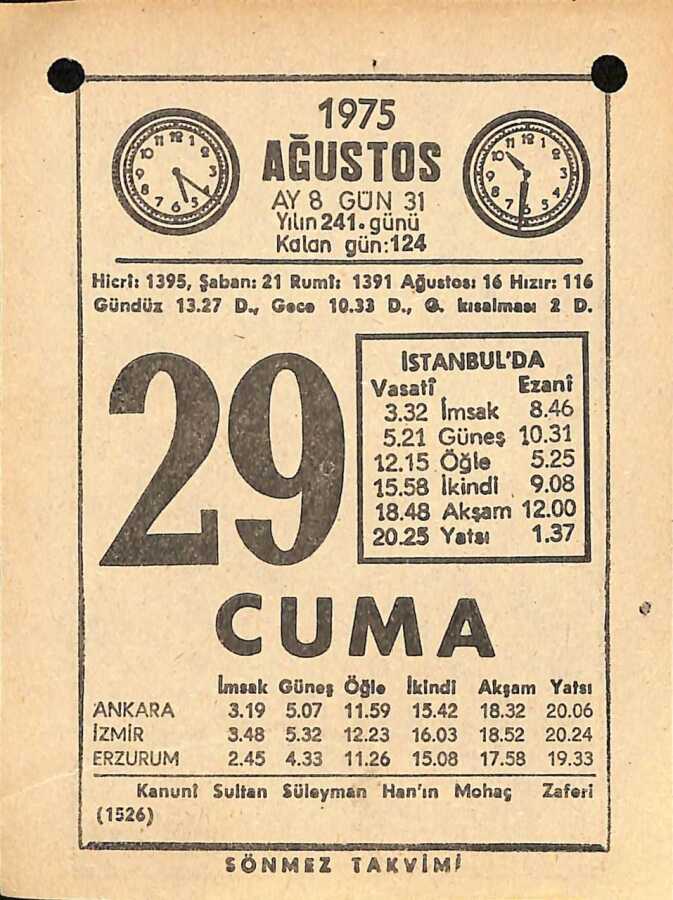 1975
AĞUSTOS
AY 8 GÜN 31
Yılın 241. günü
Kalan gün: 124
Hicrî: 1395, Şaban: 21 Rumî: 1391 Ağustos: 16 Hızır: 116
Gündüz 13.27 D., Gece 10.33 D., G. kısalması 2 D.
29
İSTANBUL'DA
Vasatî Ezanî
3.32 İmsak 8.46
5.21 Güneş 10.31
12.15 Öğle 5.25
15.58 İkindi 9.08
18.48 Akşam 12.00
20.25 Yatsı 1.37
CUMA
İmsak Güneş Öğle İkindi Akşam Yatsı
ANKARA 3.19 5.07 11.59 15.42 18.32 20.06
İZMİR 3.48 5.32 12.23 16.03 18.52 20.24
ERZURUM 2.45 4.33 11.26 15.08 17.58 19.33
Kanunî Sultan Süleyman Han'ın Mohaç Zaferi
(1526)
SÖNMEZ TAKVİMİ